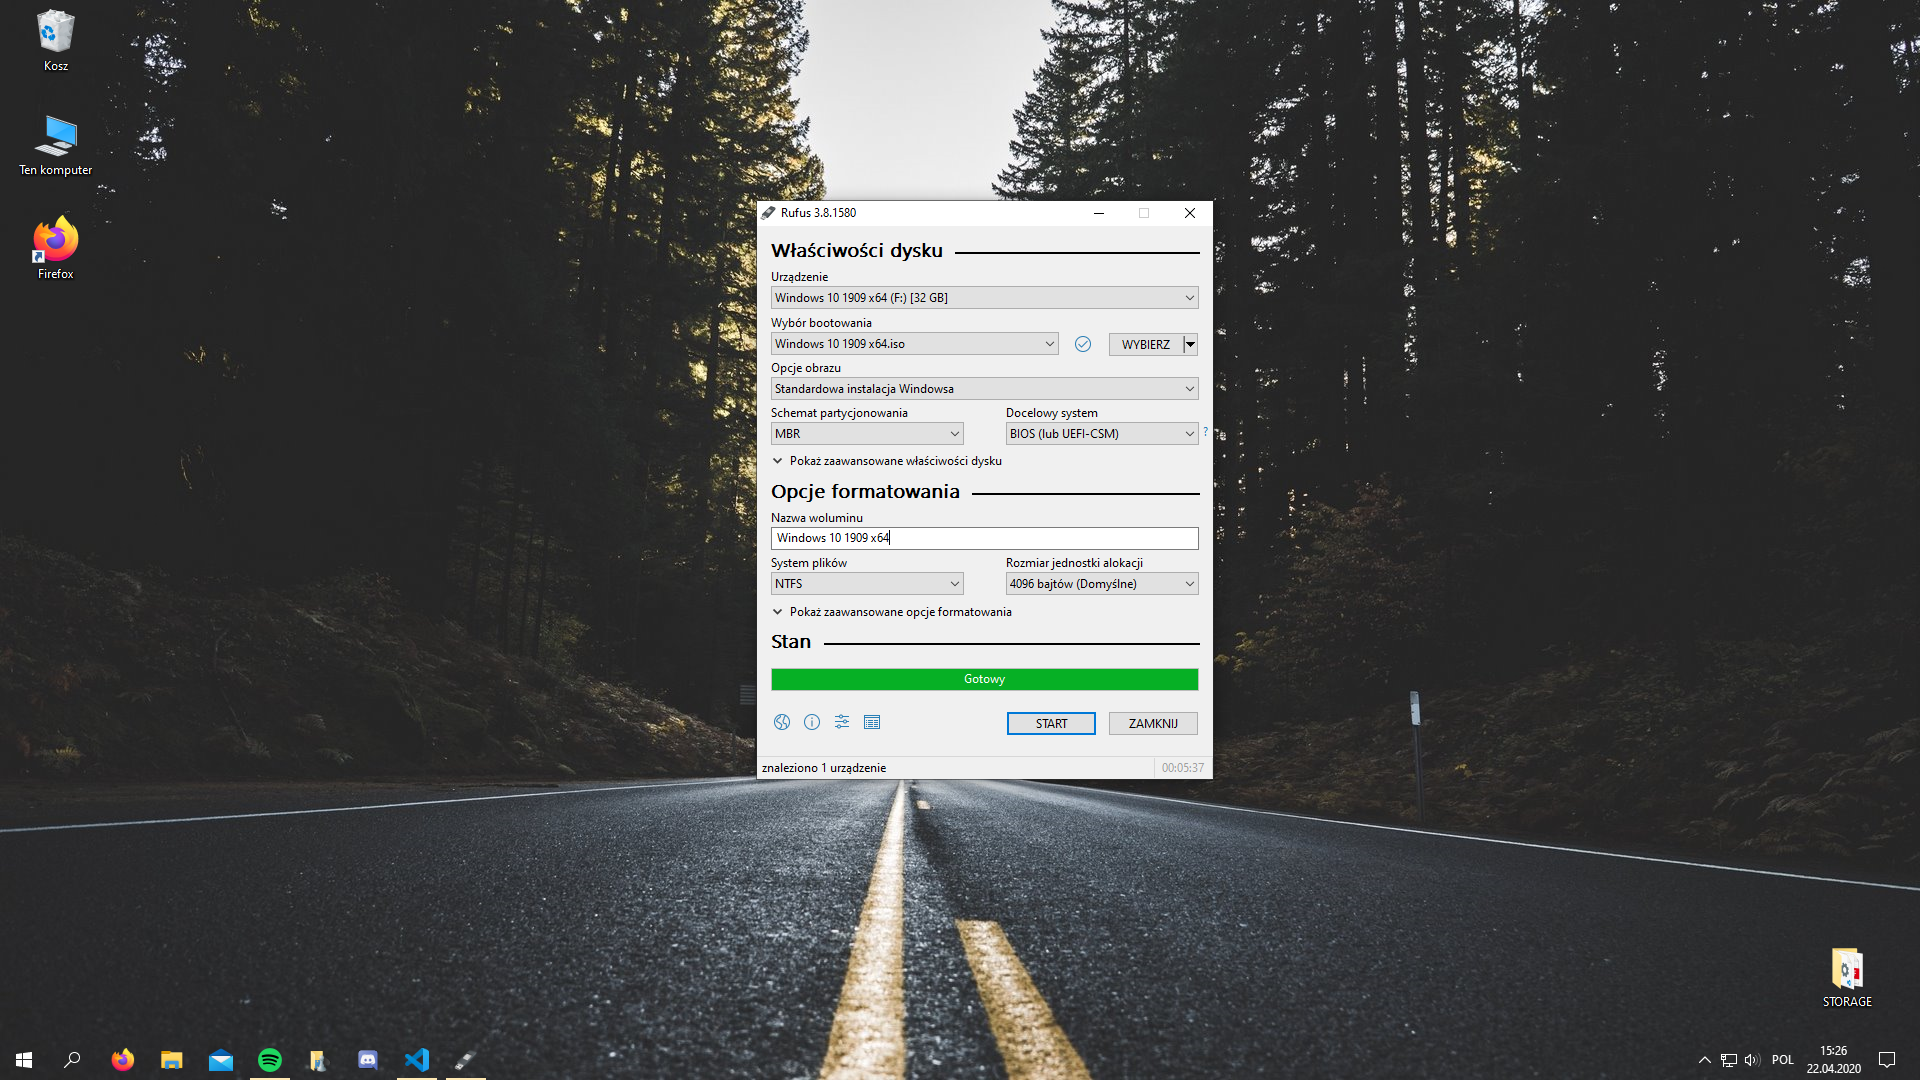 Kosz
Ten komputer
Firefox
Rufus 3.8.1580
Właściwości dysku
Urządzenie
Windows 10 1909 x64 (F:) [32 GB]
Wybór bootowania
Windows 10 1909 x64.iso
WYBIERZ
Opcje obrazu
Standardowa instalacja Windowsa
Schemat partycjonowania
Docelowy system
MBR
BIOS (lub UEFI-CSM)
?
Pokaż zaawansowane właściwości dysku
Opcje formatowania
Nazwa woluminu
Windows 10 1909 x64
System plików
Rozmiar jednostki alokacji
NTFS
4096 bajtów (Domyślne)
Pokaż zaawansowane opcje formatowania
Stan
Gotowy
START
ZAMKNIJ
znaleziono 1 urządzenie
00:05:37
STORAGE
POL
15:26
22.04.2020